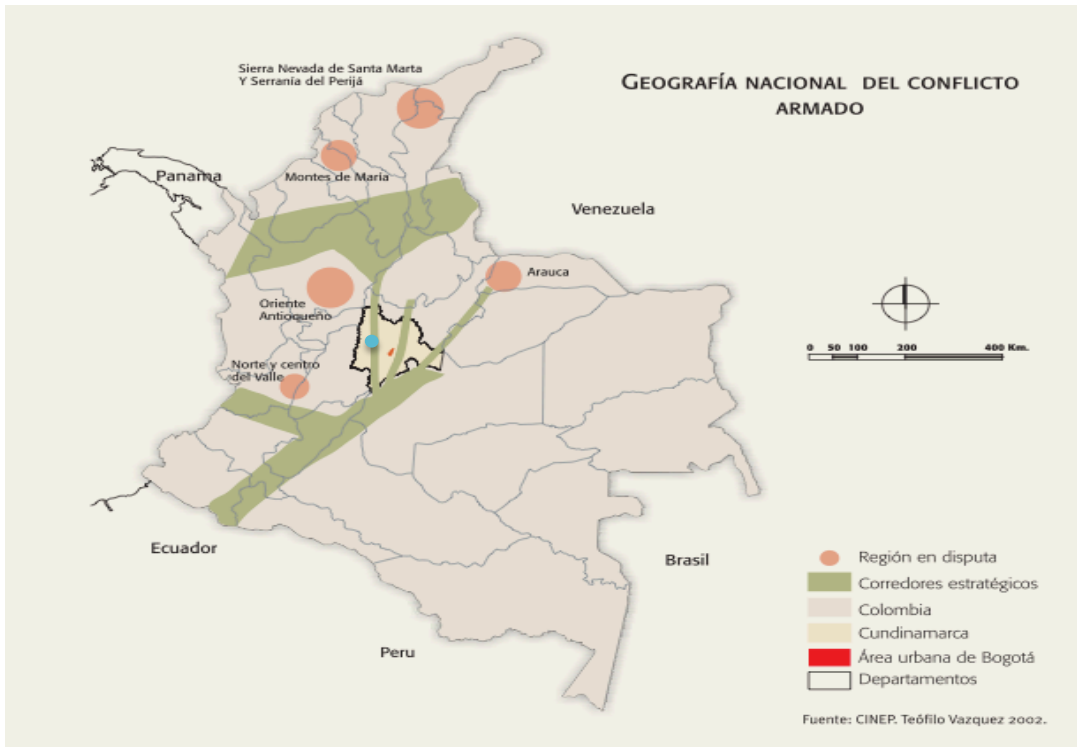 GEOGRAFÍA NACIONAL DEL CONFLICTO
ARMADO
Sierra Nevada de Santa Marta
Y Serranía del Perijá
Panama
Montes de Maria
Venezuela
Arauca
Oriente
Antioqueño
Norte y centro
del Valle
0 50 100 200 400 Km.
Ecuador
Brasil
Peru
Región en disputa
Corredores estratégicos
Colombia
Cundinamarca
Área urbana de Bogotá
Departamentos
Fuente: CINEP. Teófilo Vazquez 2002.